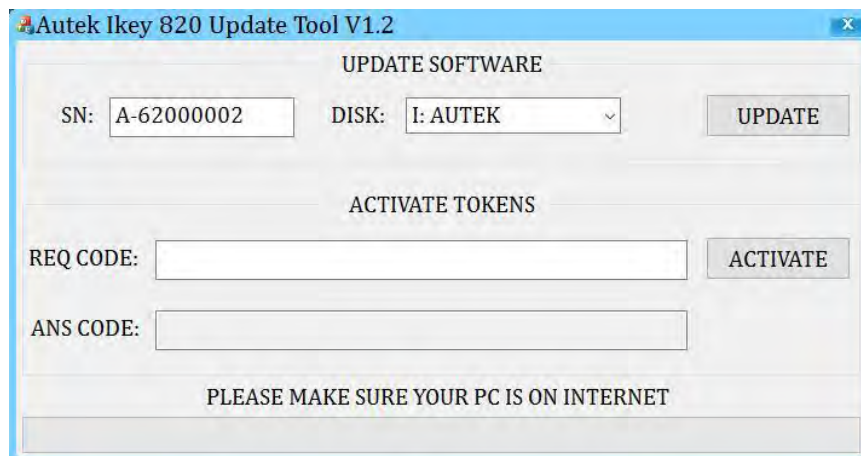 Autek Ikey 820 Update Tool V1.2
UPDATE SOFTWARE
SN: A-62000002 DISK: I: AUTEK UPDATE
ACTIVATE TOKENS
REQ CODE: ACTIVATE
ANS CODE:
PLEASE MAKE SURE YOUR PC IS ON INTERNET